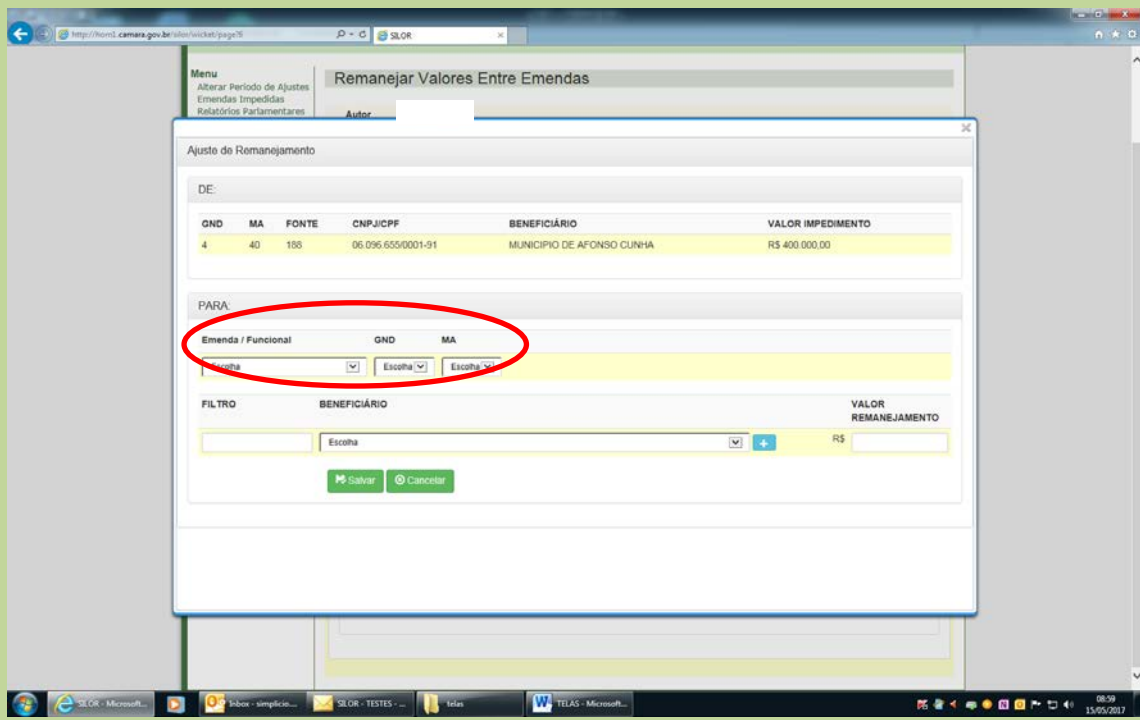 http://hom1.camara.gov.br/silor/wicket/page?6
SILOR
Menu
Alterar Período de Ajustes
Emendas Impedidas
Relatórios Parlamentares
Remanejar Valores Entre Emendas
Autor
Ajuste de Remanejamento
DE:
GND MA FONTE CNPJ/CPF BENEFICIÁRIO VALOR IMPEDIMENTO
4 40 188 06.096.655/0001-91 MUNICIPIO DE AFONSO CUNHA R$ 400.000,00
PARA:
Emenda / Funcional GND MA
Escolha Escolha Escolha
FILTRO BENEFICIÁRIO VALOR REMANEJAMENTO
Escolha R$
Salvar Cancelar
SILOR - Microsoft... Inbox - simplicio... SILOR - TESTES - ... telas TELAS - Microsoft...
08:59
15/05/2017